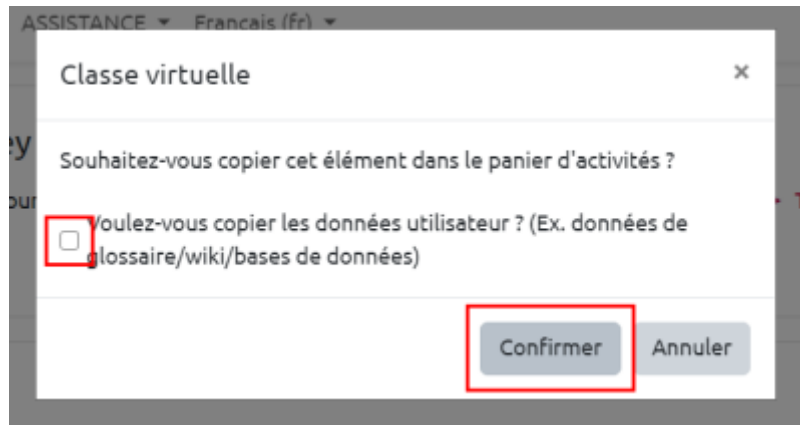 ASSISTANCE Français (fr)
Classe virtuelle ×
Souhaitez-vous copier cet élément dans le panier d'activités ?
Voulez-vous copier les données utilisateur ? (Ex. données de
glossaire/wiki/bases de données)
Confirmer Annuler